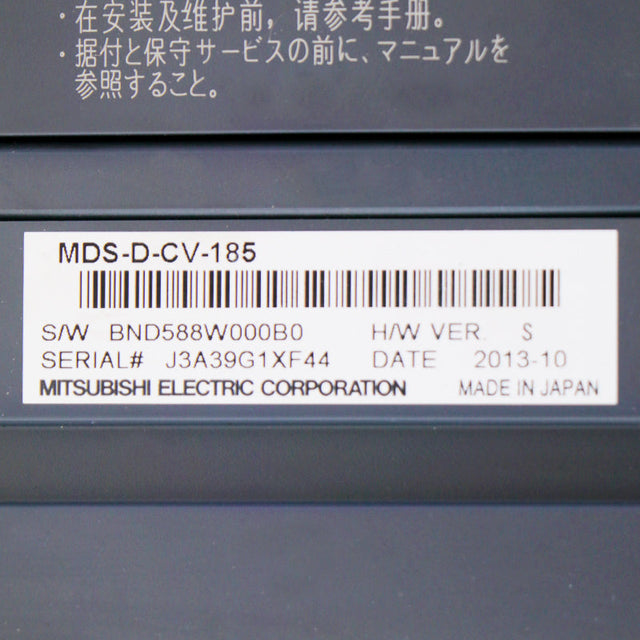 ・在安装及维护前，请参考手册。
・据付と保守サービスの前に、マニュアルを
参照すること。
MDS-D-CV-185
S/W BND588W000B0 H/W VER. S
SERIAL# J3A39G1XF44 DATE 2013-10
MITSUBISHI ELECTRIC CORPORATION MADE IN JAPAN